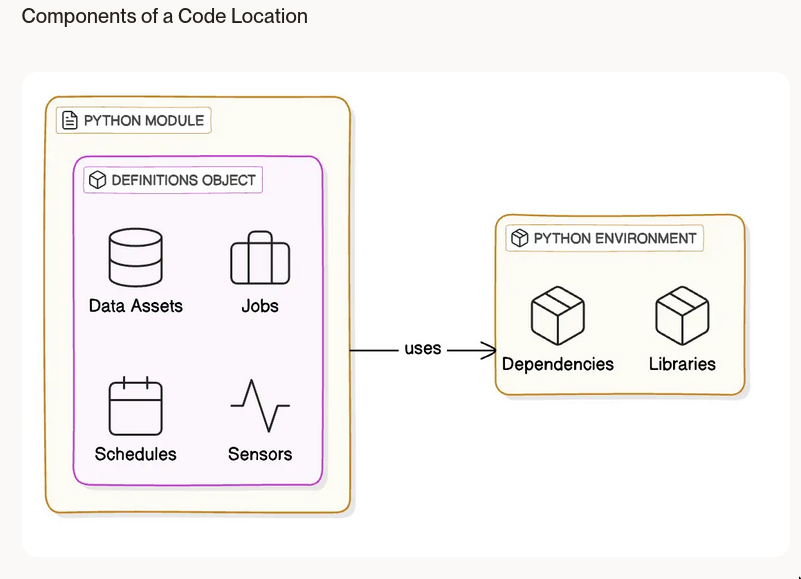 Components of a Code Location
PYTHON MODULE
DEFINITIONS OBJECT
Data Assets
Jobs
Schedules
Sensors
uses
PYTHON ENVIRONMENT
Dependencies
Libraries